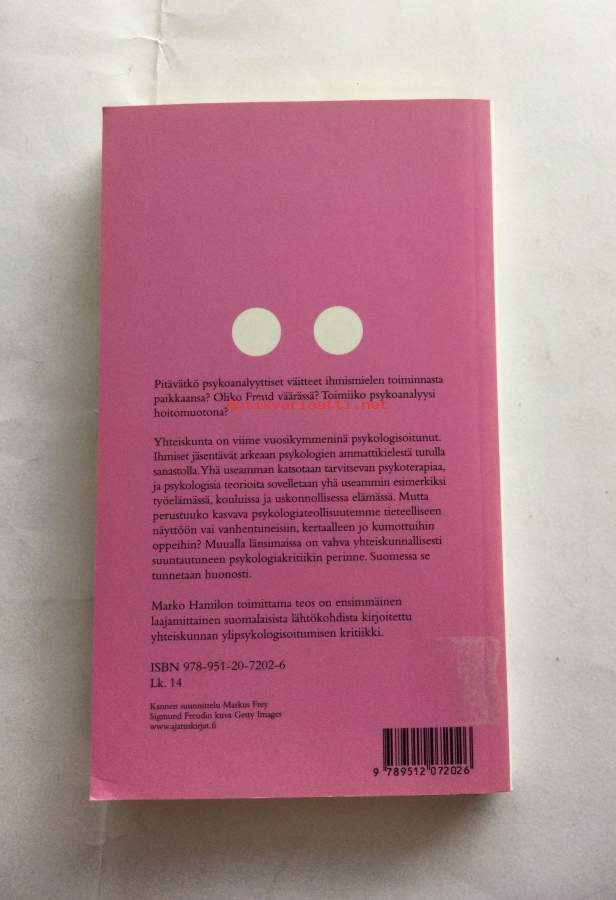 Pitävätkö psykoanalyyttiset väitteet ihmismielen toiminnasta
paikkaansa? Oliko Freud väärässä? Toimiiko psykoanalyysi
antikvariaatti.net
hoitomuotona?
Yhteiskunta on viime vuosikymmeninä psykologisoitunut.
Ihmiset jäsentävät arkeaan psykologien ammattikielestä tutulla
sanastolla. Yhä useamman katsotaan tarvitsevan psykoterapiaa,
ja psykologisia teorioita sovelletaan yhä useammin esimerkiksi
työelämässä, kouluissa ja uskonnollisessa elämässä. Mutta
perustuuko kasvava psykologiateollisuutemme tieteelliseen
näyttöön vai vanhentuneisiin, kertaalleen jo kumottuihin
oppeihin? Muualla länsimaissa on vahva yhteiskunnallisesti
suuntautuneen psykologiakritiikin perinne. Suomessa se
tunnetaan huonosti.
Marko Hamilon toimittama teos on ensimmäinen
laajamittainen suomalaisista lähtökohdista kirjoitettu
yhteiskunnan ylipsykologisoitumisen kritiikki.
ISBN 978-951-20-7202-6
Lk. 14
Kannen suunnittelu Markus Frey
Sigmund Freudin kuva Getty Images
www.ajatuskirjat.fi
9 789512 072026